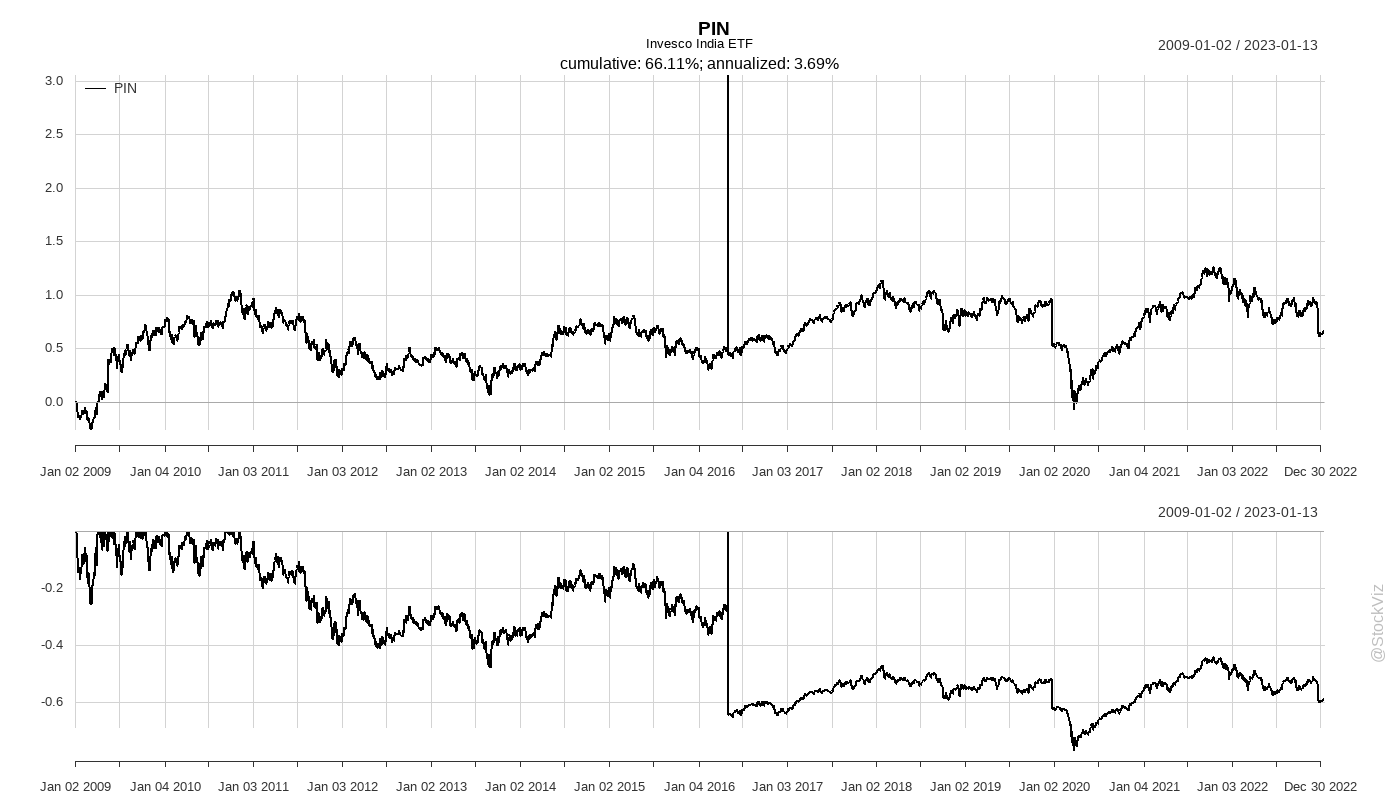 PIN
Invesco India ETF
2009-01-02 / 2023-01-13
cumulative: 66.11%; annualized: 3.69%
PIN
3.0
2.5
2.0
1.5
1.0
0.5
0.0
Jan 02 2009 Jan 04 2010 Jan 03 2011 Jan 03 2012 Jan 02 2013 Jan 02 2014 Jan 02 2015 Jan 04 2016 Jan 03 2017 Jan 02 2018 Jan 02 2019 Jan 02 2020 Jan 04 2021 Jan 03 2022 Dec 30 2022
2009-01-02 / 2023-01-13
-0.2
-0.4
-0.6
Jan 02 2009 Jan 04 2010 Jan 03 2011 Jan 03 2012 Jan 02 2013 Jan 02 2014 Jan 02 2015 Jan 04 2016 Jan 03 2017 Jan 02 2018 Jan 02 2019 Jan 02 2020 Jan 04 2021 Jan 03 2022 Dec 30 2022
@StockViz